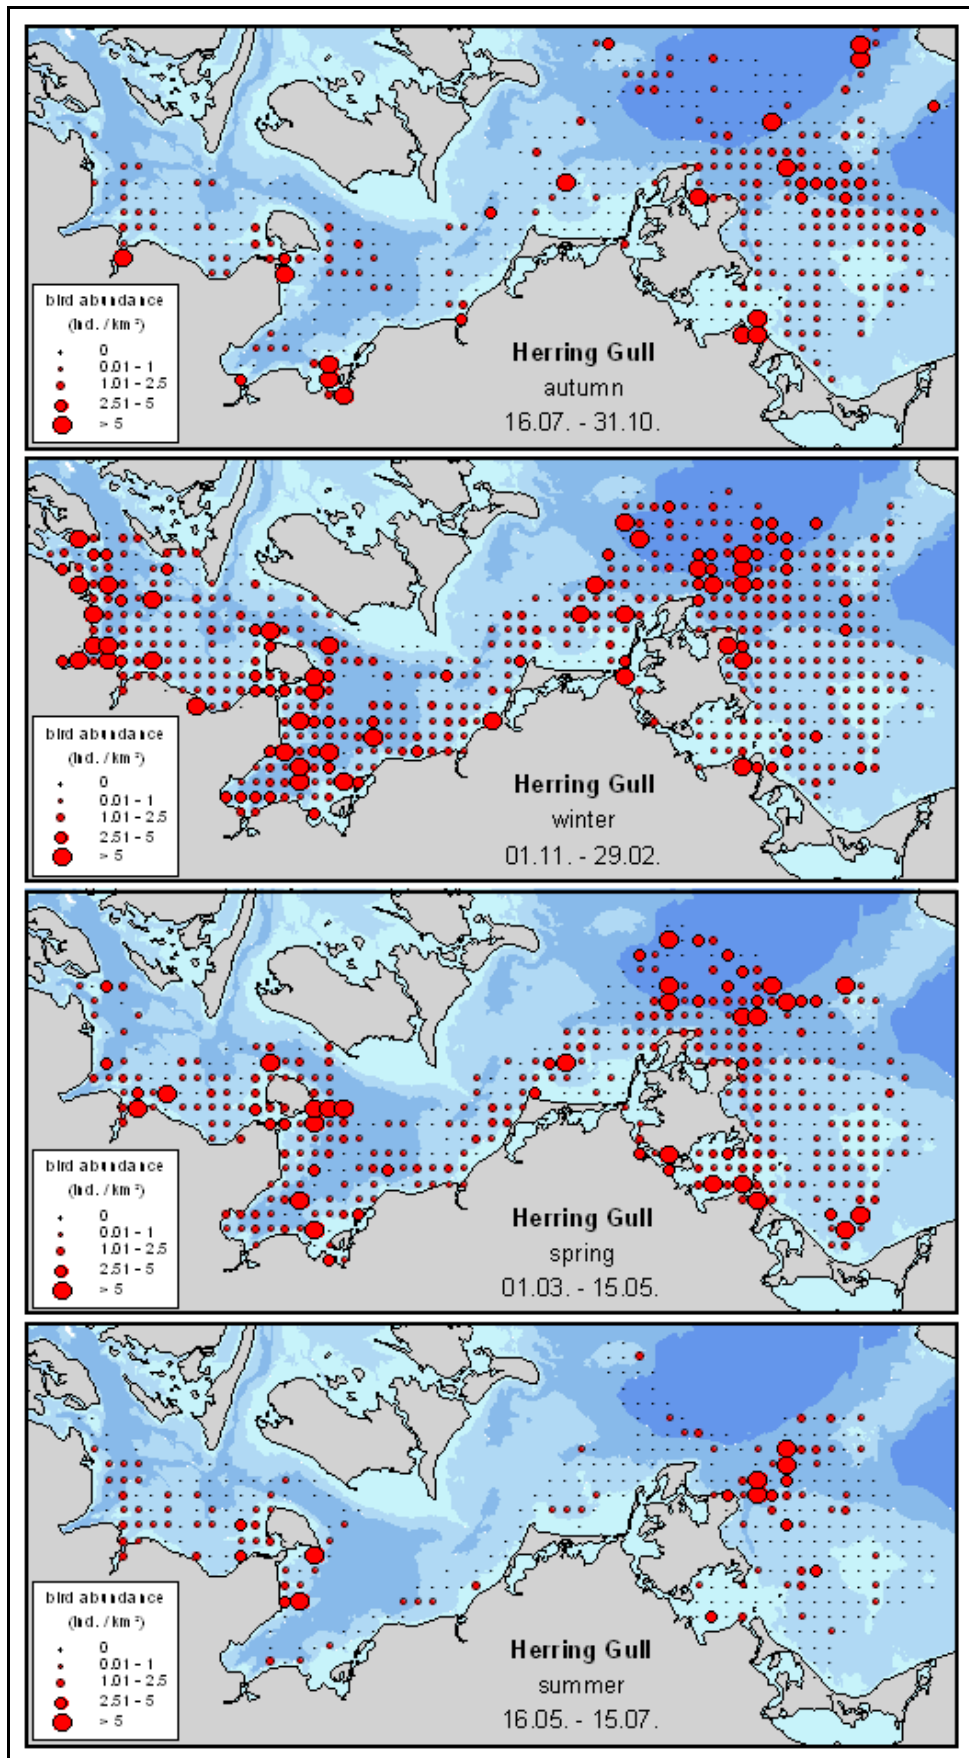 bird abundance
(Ind. / km²)
0
0.01 - 1
1.01 - 2.5
2.51 - 5
> 5
Herring Gull
autumn
16.07. - 31.10.
bird abundance
(Ind. / km²)
0
0.01 - 1
1.01 - 2.5
2.51 - 5
> 5
Herring Gull
winter
01.11. - 29.02.
bird abundance
(Ind. / km²)
0
0.01 - 1
1.01 - 2.5
2.51 - 5
> 5
Herring Gull
spring
01.03. - 15.05.
bird abundance
(Ind. / km²)
0
0.01 - 1
1.01 - 2.5
2.51 - 5
> 5
Herring Gull
summer
16.05. - 15.07.